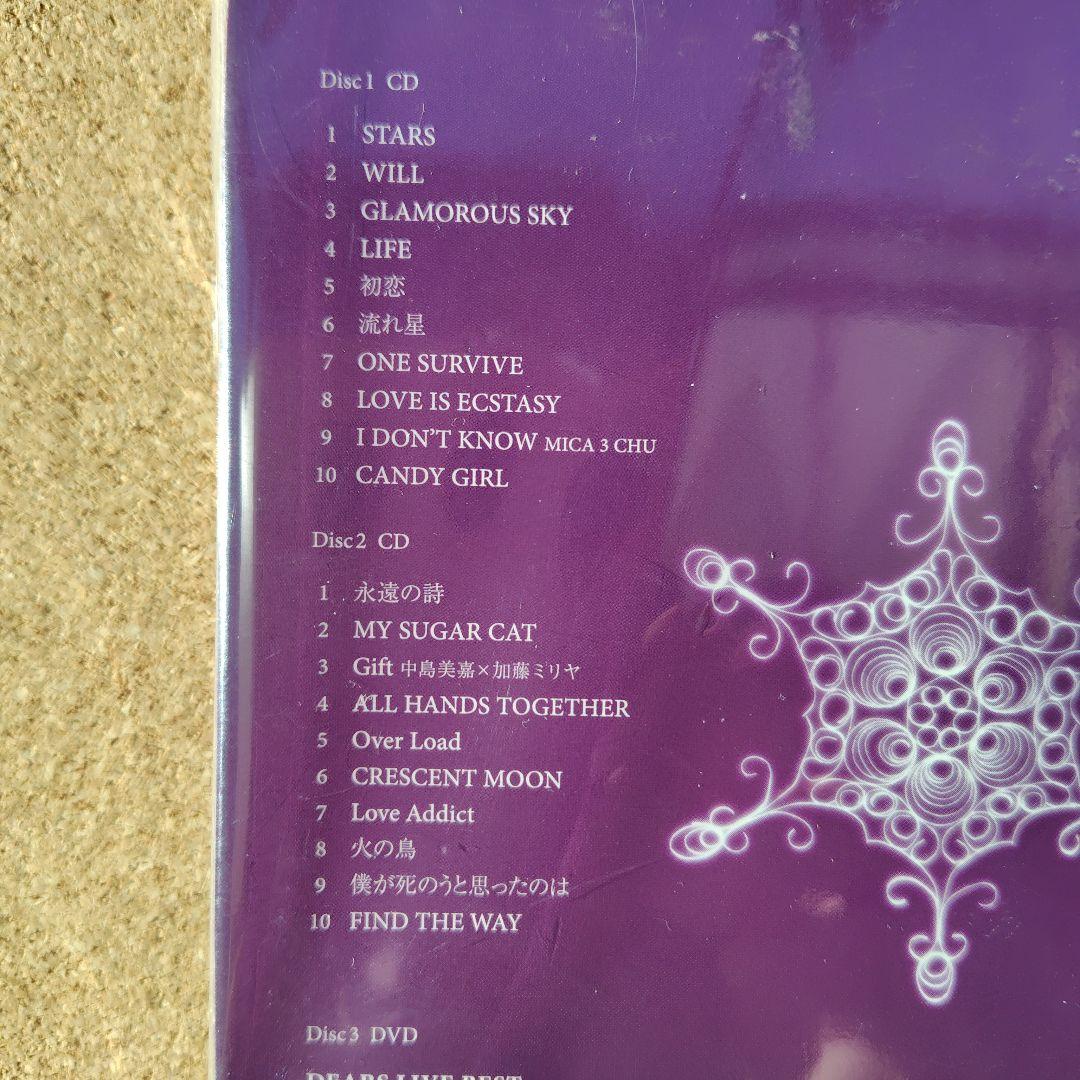 Disc1 CD
1 STARS
2 WILL
3 GLAMOROUS SKY
4 LIFE
5 初恋
6 流れ星
7 ONE SURVIVE
8 LOVE IS ECSTASY
9 I DON'T KNOW MICA 3 CHU
10 CANDY GIRL
Disc2 CD
1 永遠の詩
2 MY SUGAR CAT
3 Gift 中島美嘉×加藤ミリヤ
4 ALL HANDS TOGETHER
5 Over Load
6 CRESCENT MOON
7 Love Addict
8 火の鳥
9 僕が死のうと思ったのは
10 FIND THE WAY
Disc3 DVD
DEARS LIVE BEST